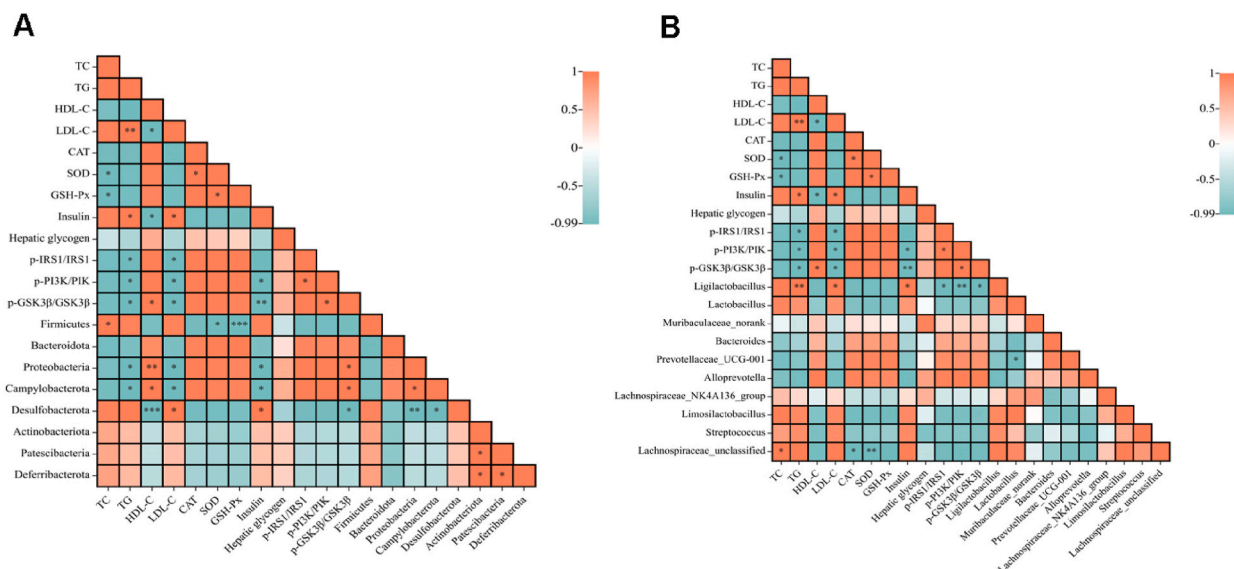 A
TC
TG
HDL-C
LDL-C
CAT
SOD
GSH-Px
Insulin
Hepatic glycogen
p-IRS1/IRS1
p-PI3K/PIK
p-GSK3β/GSK3β
Firmicutes
Bacteroidota
Proteobacteria
Campylobacterota
Desulfobacterota
Actinobacteriota
Patescibacteria
Deferribacterota
TC
TG
HDL-C
LDL-C
CAT
SOD
GSH-Px
Insulin
Hepatic glycogen
p-IRS1/IRS1
p-PI3K/PIK
p-GSK3β/GSK3β
Firmicutes
Bacteroidota
Proteobacteria
Campylobacterota
Desulfobacterota
Actinobacteriota
Patescibacteria
Deferribacterota
1
0.5
0
-0.5
-0.99
B
TC
TG
HDL-C
LDL-C
CAT
SOD
GSH-Px
Insulin
Hepatic glycogen
p-IRS1/IRS1
p-PI3K/PIK
p-GSK3β/GSK3β
Ligilactobacillus
Lactobacillus
Muribaculaceae_norank
Bacteroides
Prevotellaceae_UCG-001
Alloprevotella
Lachnospiraceae_NK4A136_group
Limosilactobacillus
Streptococcus
Lachnospiraceae_unclassified
TC
TG
HDL-C
LDL-C
CAT
SOD
GSH-Px
Insulin
Hepatic glycogen
p-IRS1/IRS1
p-PI3K/PIK
p-GSK3β/GSK3β
Ligilactobacillus
Lactobacillus
Muribaculaceae_norank
Bacteroides
Prevotellaceae_UCG-001
Alloprevotella
Lachnospiraceae_NK4A136_group
Limosilactobacillus
Streptococcus
Lachnospiraceae_unclassified
1
0.5
0
-0.5
-0.99